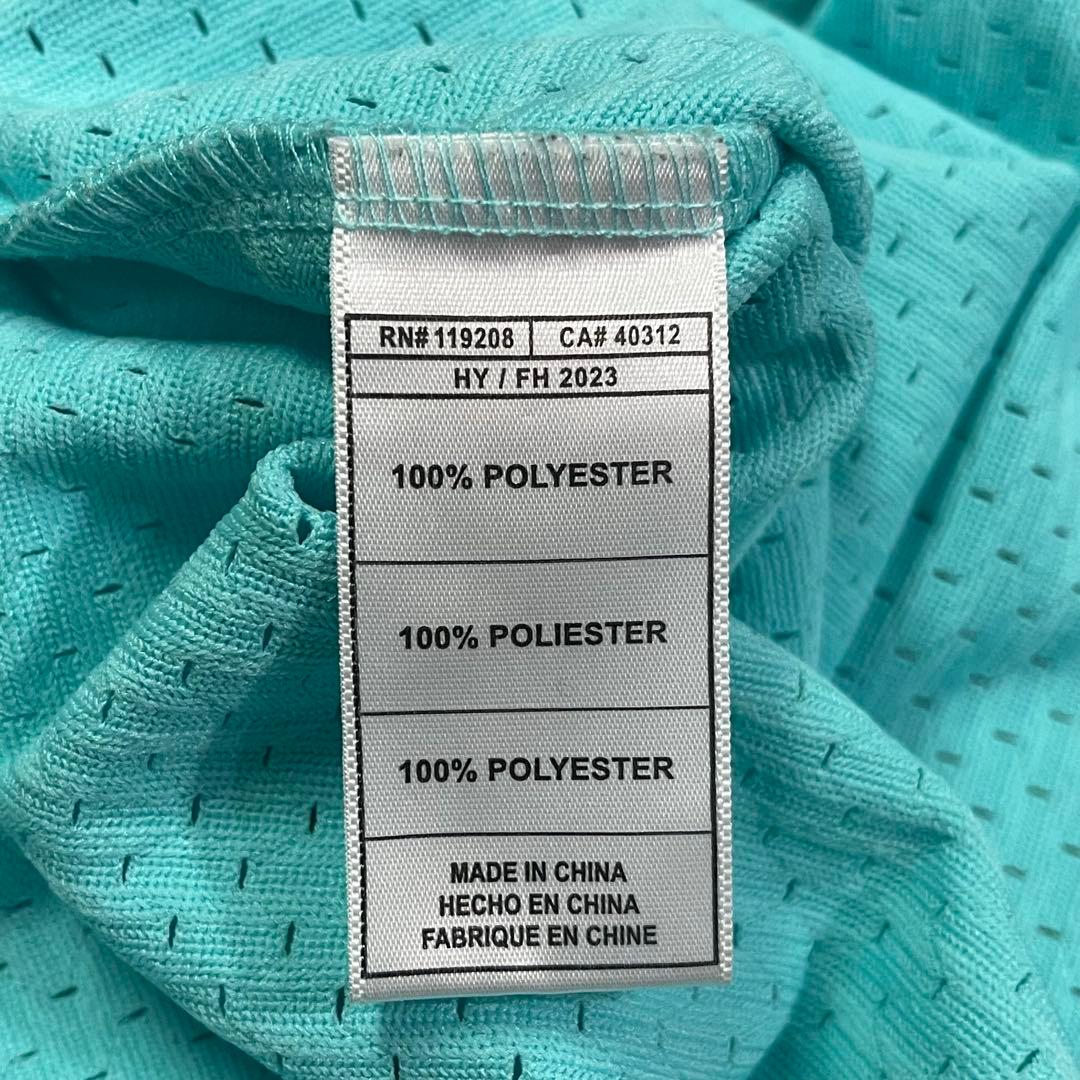 RN# 119208 | CA# 40312
HY / FH 2023
100% POLYESTER
100% POLIESTER
100% POLYESTER
MADE IN CHINA
HECHO EN CHINA
FABRIQUE EN CHINE